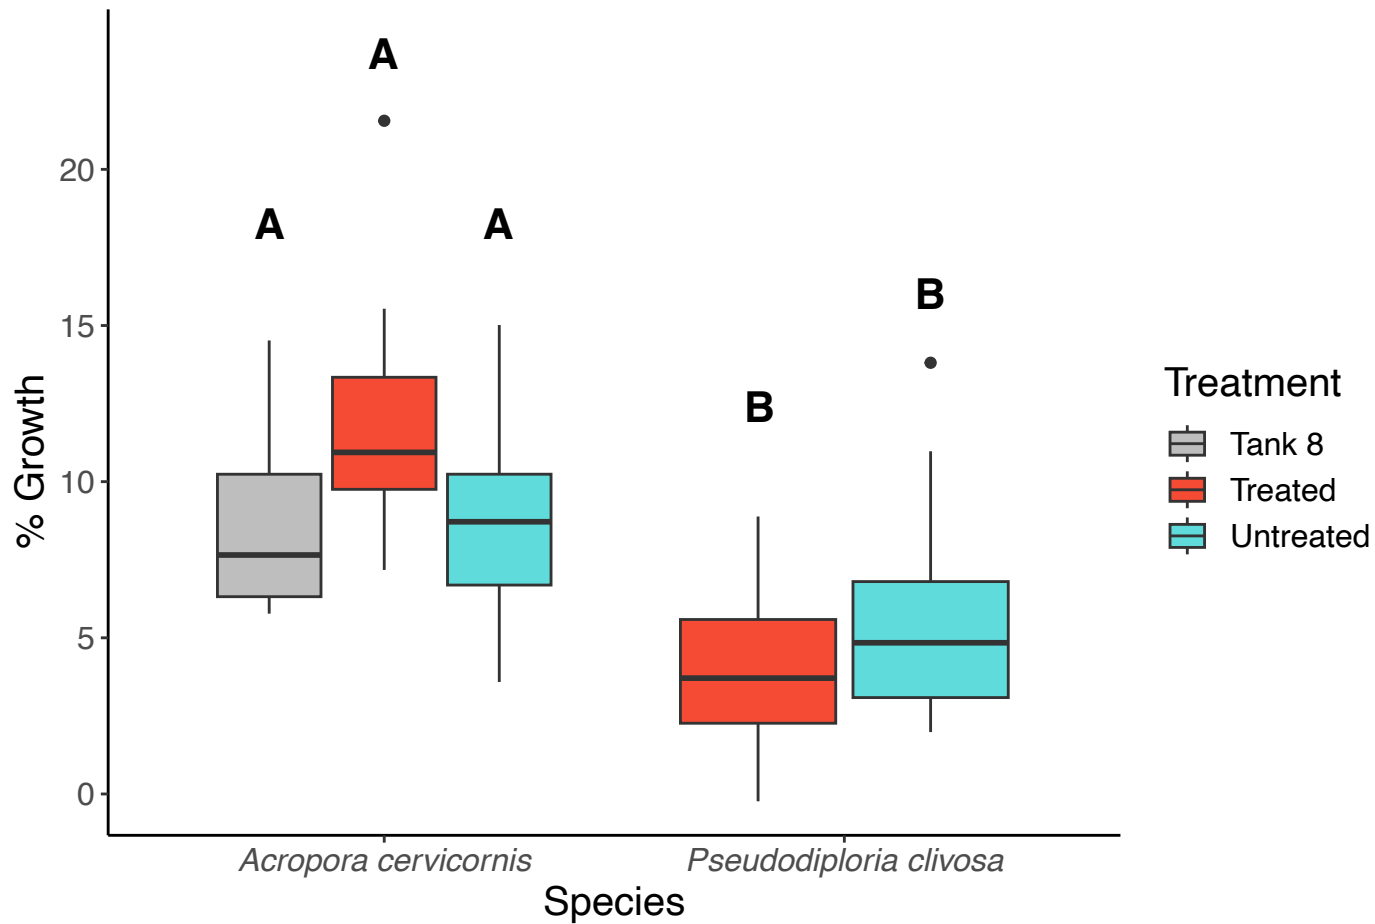 A
20
A
A
B
15
B
10
5
0
% Growth
Acropora cervicornis
Pseudodiploria clivosa
Species
Treatment
Tank 8
Treated
Untreated